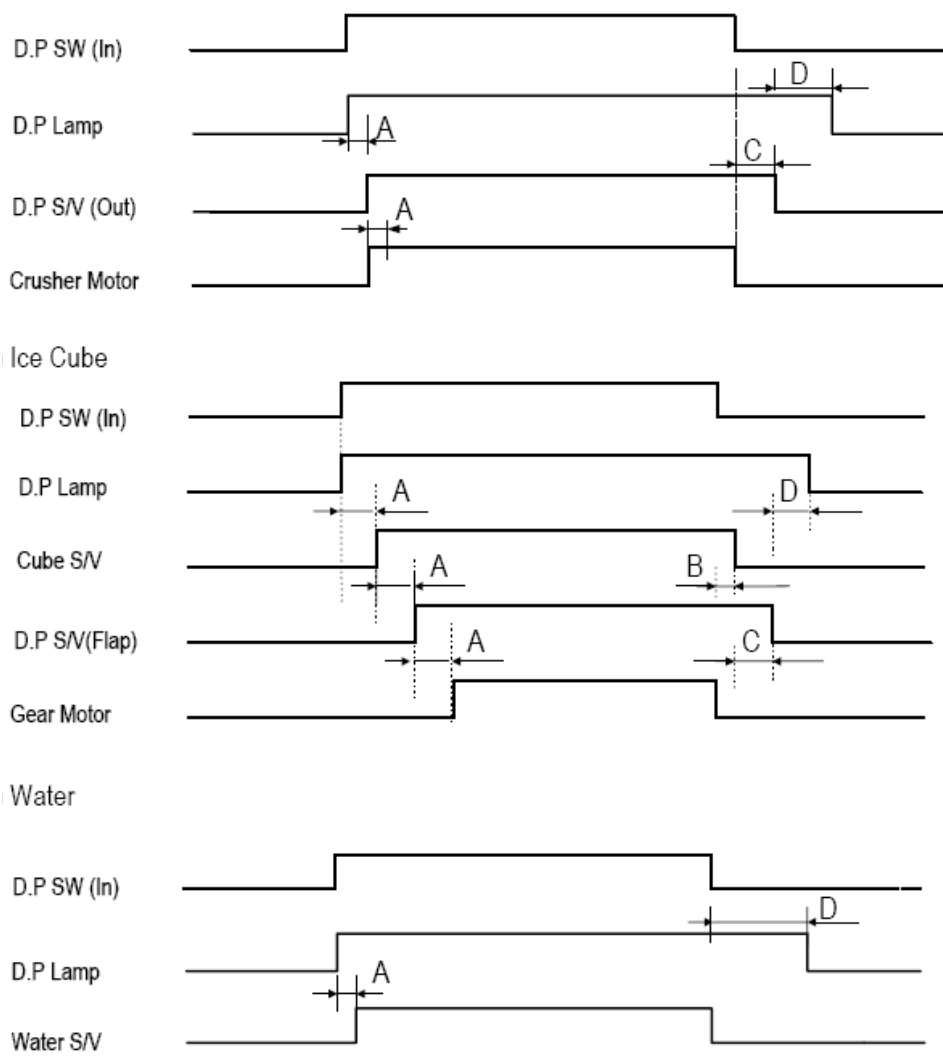 D.P SW (In)
D
D.P Lamp
A
C
D.P S/V (Out)
A
Crusher Motor
Ice Cube
D.P SW (In)
D.P Lamp
A
D
Cube S/V
A
B
D.P S/V(Flap)
A
C
Gear Motor
Water
D.P SW (In)
D
D.P Lamp
A
Water S/V